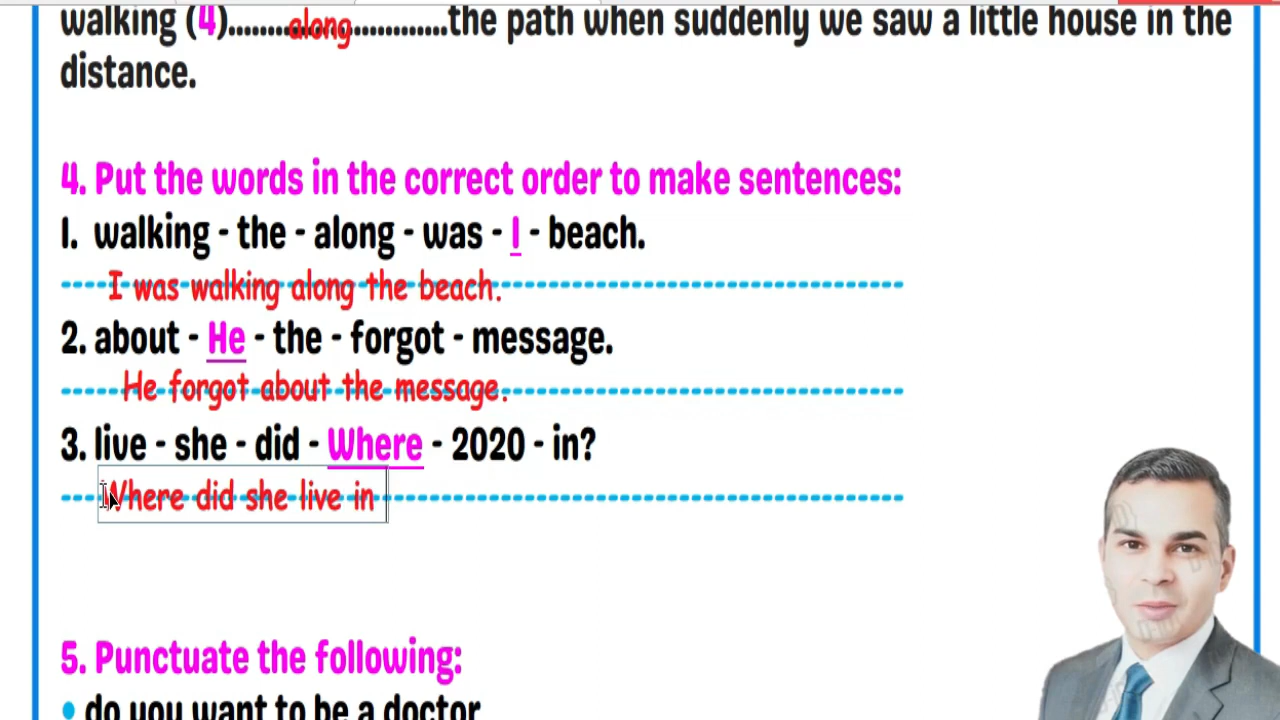 walking (4)..........along..............the path when suddenly we saw a little house in the
distance.
4. Put the words in the correct order to make sentences:
1. walking - the - along - was - I - beach.
I was walking along the beach.
2. about - He - the - forgot - message.
He forgot about the message.
3. live - she - did - Where - 2020 - in?
Where did she live in
5. Punctuate the following:
• do you want to be a doctor